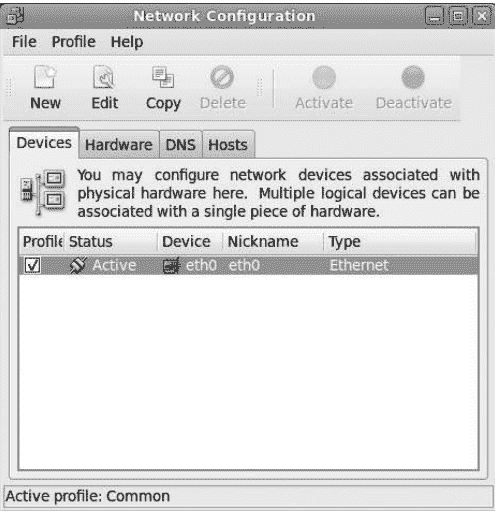 Network Configuration
File Profile Help
New Edit Copy Delete Activate Deactivate
Devices Hardware DNS Hosts
You may configure network devices associated with
physical hardware here. Multiple logical devices can be
associated with a single piece of hardware.
Profile Status Device Nickname Type
Active eth0 eth0 Ethernet
Active profile: Common